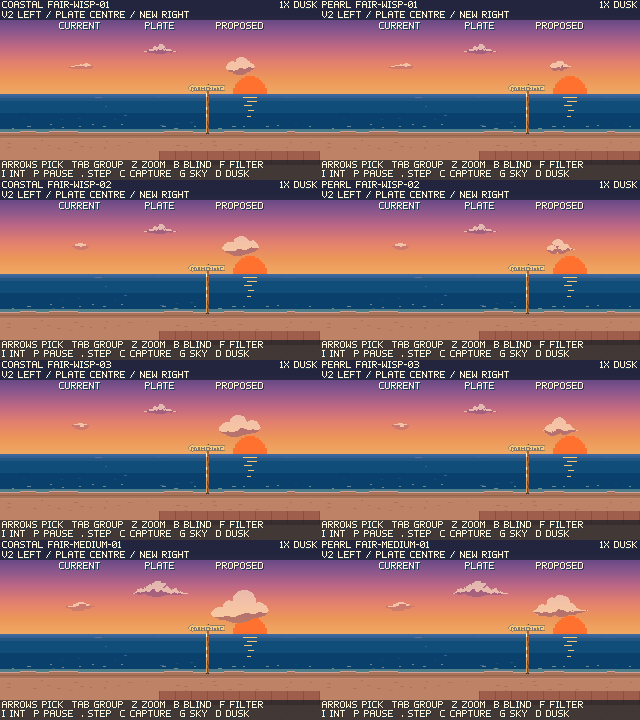 COASTAL FAIR-WISP-01 1X DUSK
V2 LEFT / PLATE CENTRE / NEW RIGHT
CURRENT PLATE PROPOSED
ARROWS PICK TAB GROUP Z ZOOM B BLIND F FILTER
I INT P PAUSE . STEP C CAPTURE G SKY D DUSK
PEARL FAIR-WISP-01 1X DUSK
V2 LEFT / PLATE CENTRE / NEW RIGHT
CURRENT PLATE PROPOSED
ARROWS PICK TAB GROUP Z ZOOM B BLIND F FILTER
I INT P PAUSE . STEP C CAPTURE G SKY D DUSK
COASTAL FAIR-WISP-02 1X DUSK
V2 LEFT / PLATE CENTRE / NEW RIGHT
CURRENT PLATE PROPOSED
ARROWS PICK TAB GROUP Z ZOOM B BLIND F FILTER
I INT P PAUSE . STEP C CAPTURE G SKY D DUSK
PEARL FAIR-WISP-02 1X DUSK
V2 LEFT / PLATE CENTRE / NEW RIGHT
CURRENT PLATE PROPOSED
ARROWS PICK TAB GROUP Z ZOOM B BLIND F FILTER
I INT P PAUSE . STEP C CAPTURE G SKY D DUSK
COASTAL FAIR-WISP-03 1X DUSK
V2 LEFT / PLATE CENTRE / NEW RIGHT
CURRENT PLATE PROPOSED
ARROWS PICK TAB GROUP Z ZOOM B BLIND F FILTER
I INT P PAUSE . STEP C CAPTURE G SKY D DUSK
PEARL FAIR-WISP-03 1X DUSK
V2 LEFT / PLATE CENTRE / NEW RIGHT
CURRENT PLATE PROPOSED
ARROWS PICK TAB GROUP Z ZOOM B BLIND F FILTER
I INT P PAUSE . STEP C CAPTURE G SKY D DUSK
COASTAL FAIR-MEDIUM-01 1X DUSK
V2 LEFT / PLATE CENTRE / NEW RIGHT
CURRENT PLATE PROPOSED
ARROWS PICK TAB GROUP Z ZOOM B BLIND F FILTER
I INT P PAUSE . STEP C CAPTURE G SKY D DUSK
PEARL FAIR-MEDIUM-01 1X DUSK
V2 LEFT / PLATE CENTRE / NEW RIGHT
CURRENT PLATE PROPOSED
ARROWS PICK TAB GROUP Z ZOOM B BLIND F FILTER
I INT P PAUSE . STEP C CAPTURE G SKY D DUSK